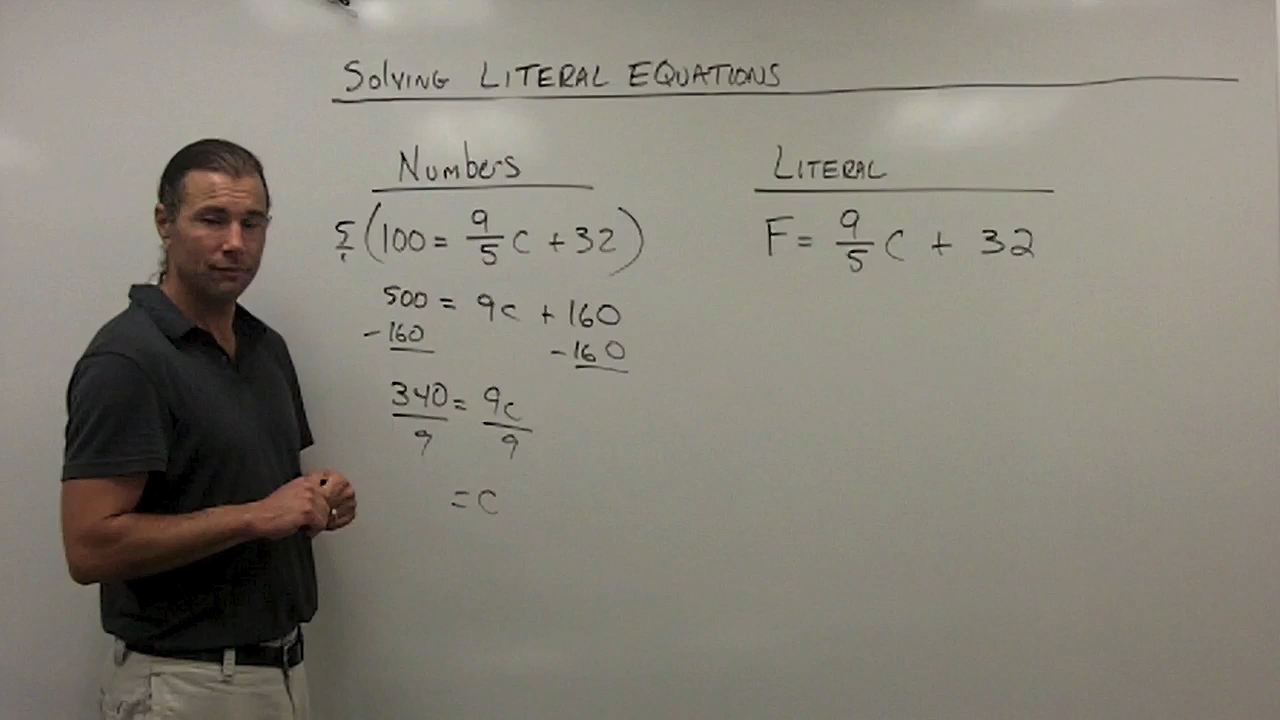 Solving Literal Equations
Numbers
5/1 (100 = 9/5 C + 32)
500 = 9c + 160
-160 -160
340/9 = 9c/9
= C
Literal
F = 9/5 C + 32